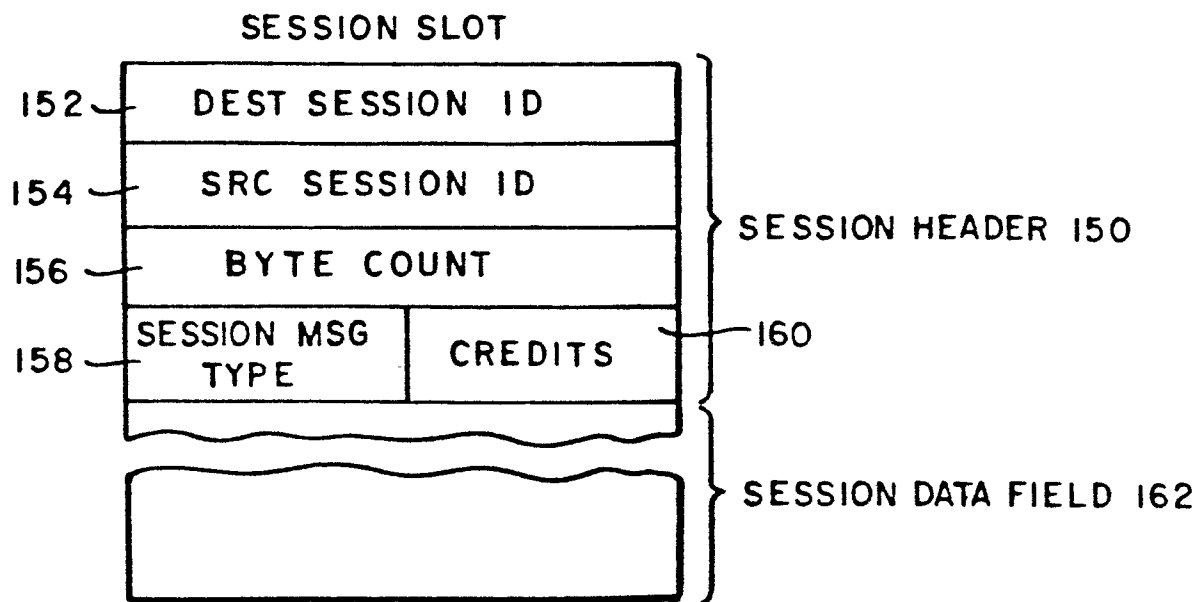 SESSION SLOT
152 DEST SESSION ID
154 SRC SESSION ID
156 BYTE COUNT
SESSION HEADER 150
158 SESSION MSG TYPE
CREDITS 160
SESSION DATA FIELD 162